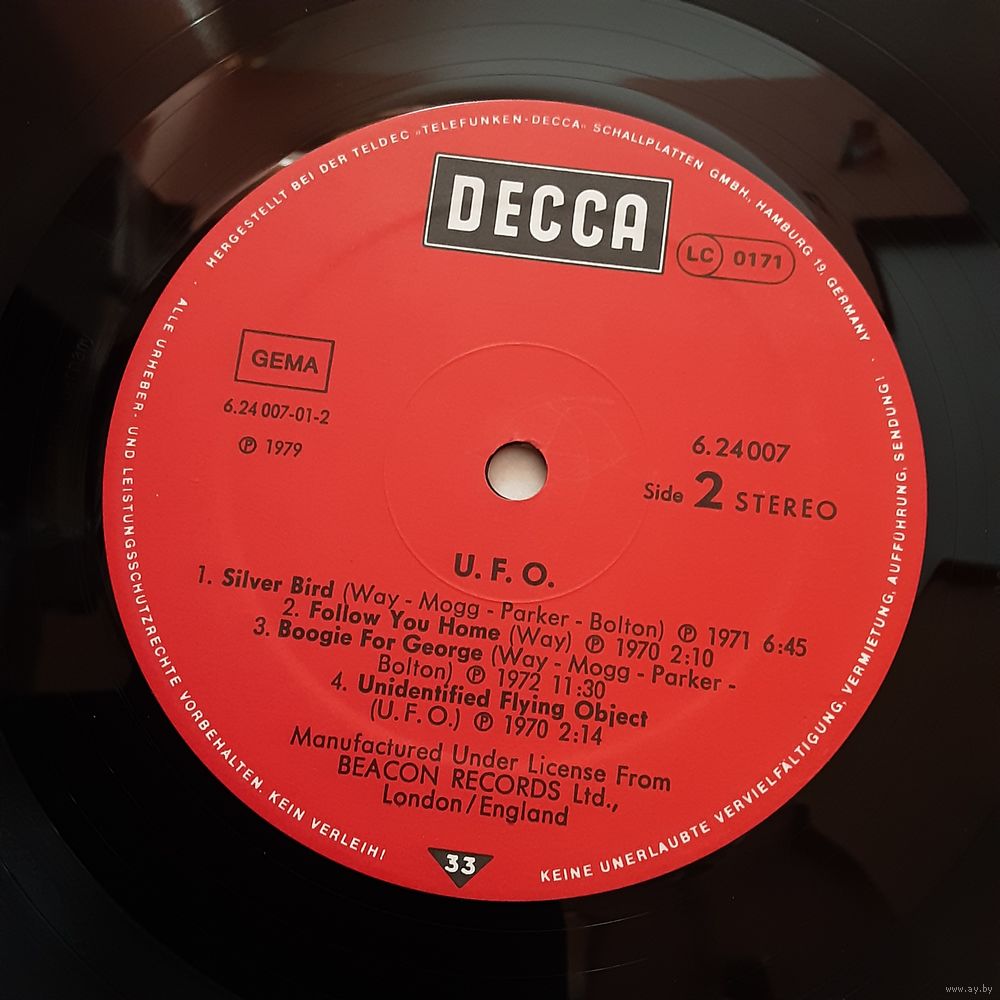 HERGESTELLT BEI DER TELDEC »TELEFUNKEN-DECCA« SCHALLPLATTEN GMBH., HAMBURG 19, GERMANY ·
DECCA
LC 0171
GEMA
6.24 007-01-2
℗ 1979
6.24007
Side 2 STEREO
U. F. O.
1. Silver Bird (Way - Mogg - Parker - Bolton) ℗ 1971 6:45
2. Follow You Home (Way) ℗ 1970 2:10
3. Boogie For George (Way - Mogg - Parker -
Bolton) ℗ 1972 11:30
4. Unidentified Flying Object
(U. F. O.) ℗ 1970 2:14
Manufactured Under License From
BEACON RECORDS Ltd.,
London/England
33
· ALLE URHEBER- UND LEISTUNGSSCHUTZRECHTE VORBEHALTEN. KEIN VERLEIH!
KEINE UNERLAUBTE VERVIELFÄLTIGUNG, VERMIETUNG, AUFFÜHRUNG, SENDUNG!
www.ay.by